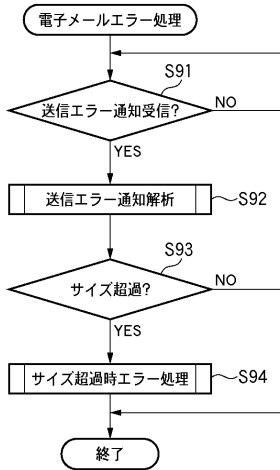 電子メールエラー処理
S91
送信エラー通知受信?
NO
YES
送信エラー通知解析
S92
S93
サイズ超過?
NO
YES
サイズ超過時エラー処理
S94
終了